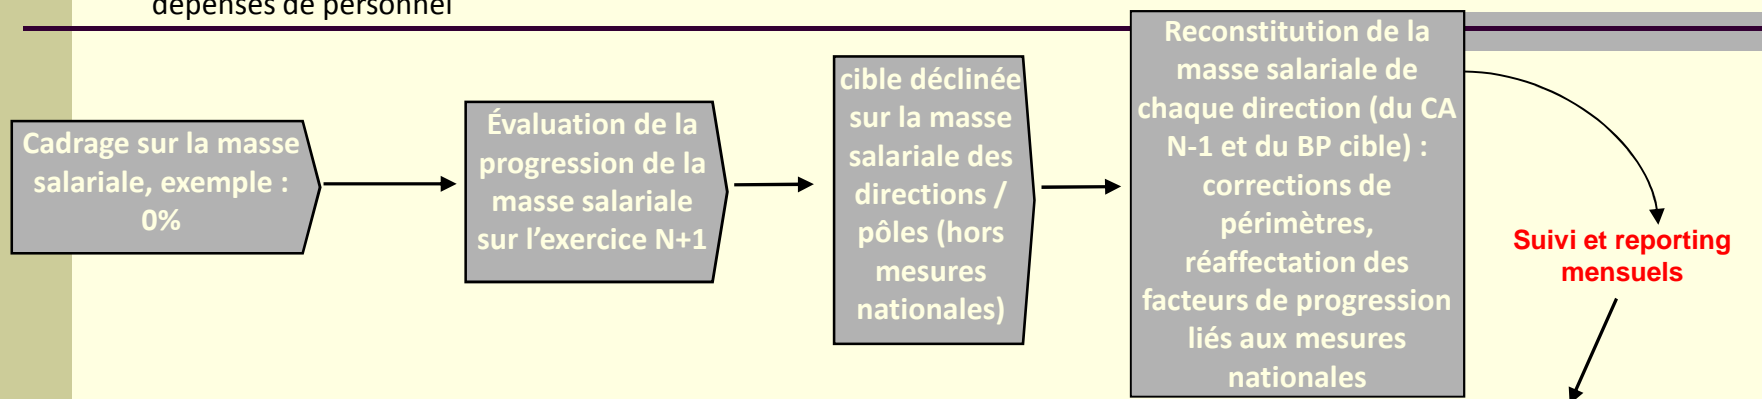 dépenses de personnel
Cadrage sur la masse
salariale, exemple :
0%
Évaluation de la
progression de la
masse salariale
sur l’exercice N+1
cible déclinée
sur la masse
salariale des
directions /
pôles (hors
mesures
nationales)
Reconstitution de la
masse salariale de
chaque direction (du CA
N-1 et du BP cible) :
corrections de
périmètres,
réaffectation des
facteurs de progression
liés aux mesures
nationales
Suivi et reporting
mensuels